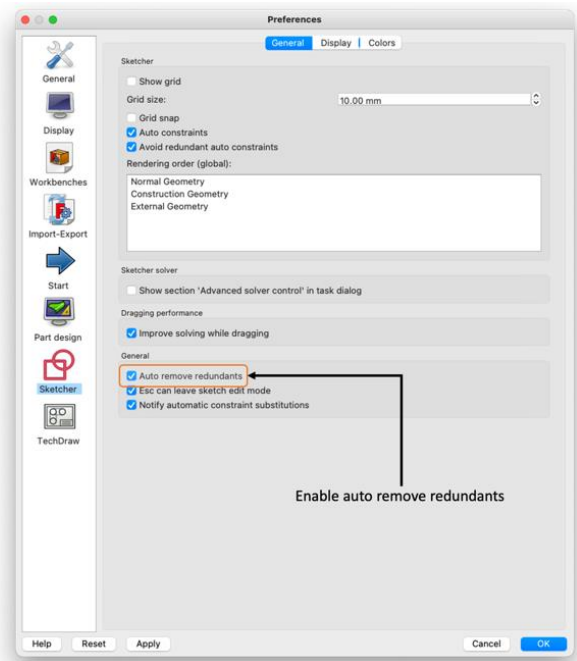 Preferences
General
Display
Workbenches
Import-Export
Start
Part design
Sketcher
TechDraw
General Display Colors
Sketcher
Show grid
Grid size: 10.00 mm
Grid snap
Auto constraints
Avoid redundant auto constraints
Rendering order (global):
Normal Geometry
Construction Geometry
External Geometry
Sketcher solver
Show section 'Advanced solver control' in task dialog
Dragging performance
Improve solving while dragging
General
Auto remove redundants
Esc can leave sketch edit mode
Notify automatic constraint substitutions
Enable auto remove redundants
Help Reset Apply Cancel OK